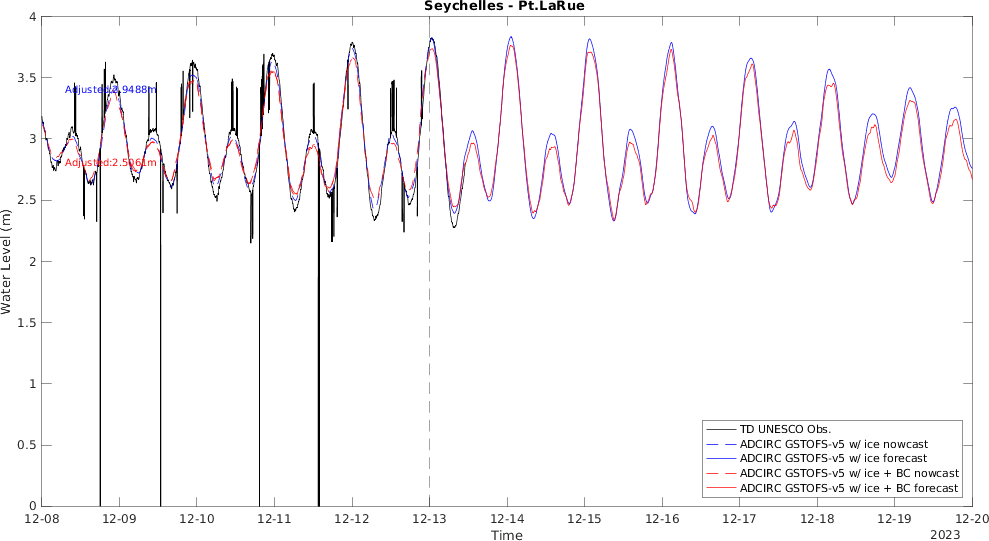 Seychelles - Pt.LaRue
Water Level (m)
4
3.5
3
2.5
2
1.5
1
0.5
0
Adjusted:2.9488m
Adjusted:2.5061m
TD UNESCO Obs.
ADCIRC GSTOFS-v5 w/ ice nowcast
ADCIRC GSTOFS-v5 w/ ice forecast
ADCIRC GSTOFS-v5 w/ ice + BC nowcast
ADCIRC GSTOFS-v5 w/ ice + BC forecast
12-08 12-09 12-10 12-11 12-12 12-13 12-14 12-15 12-16 12-17 12-18 12-19 12-20
Time
2023